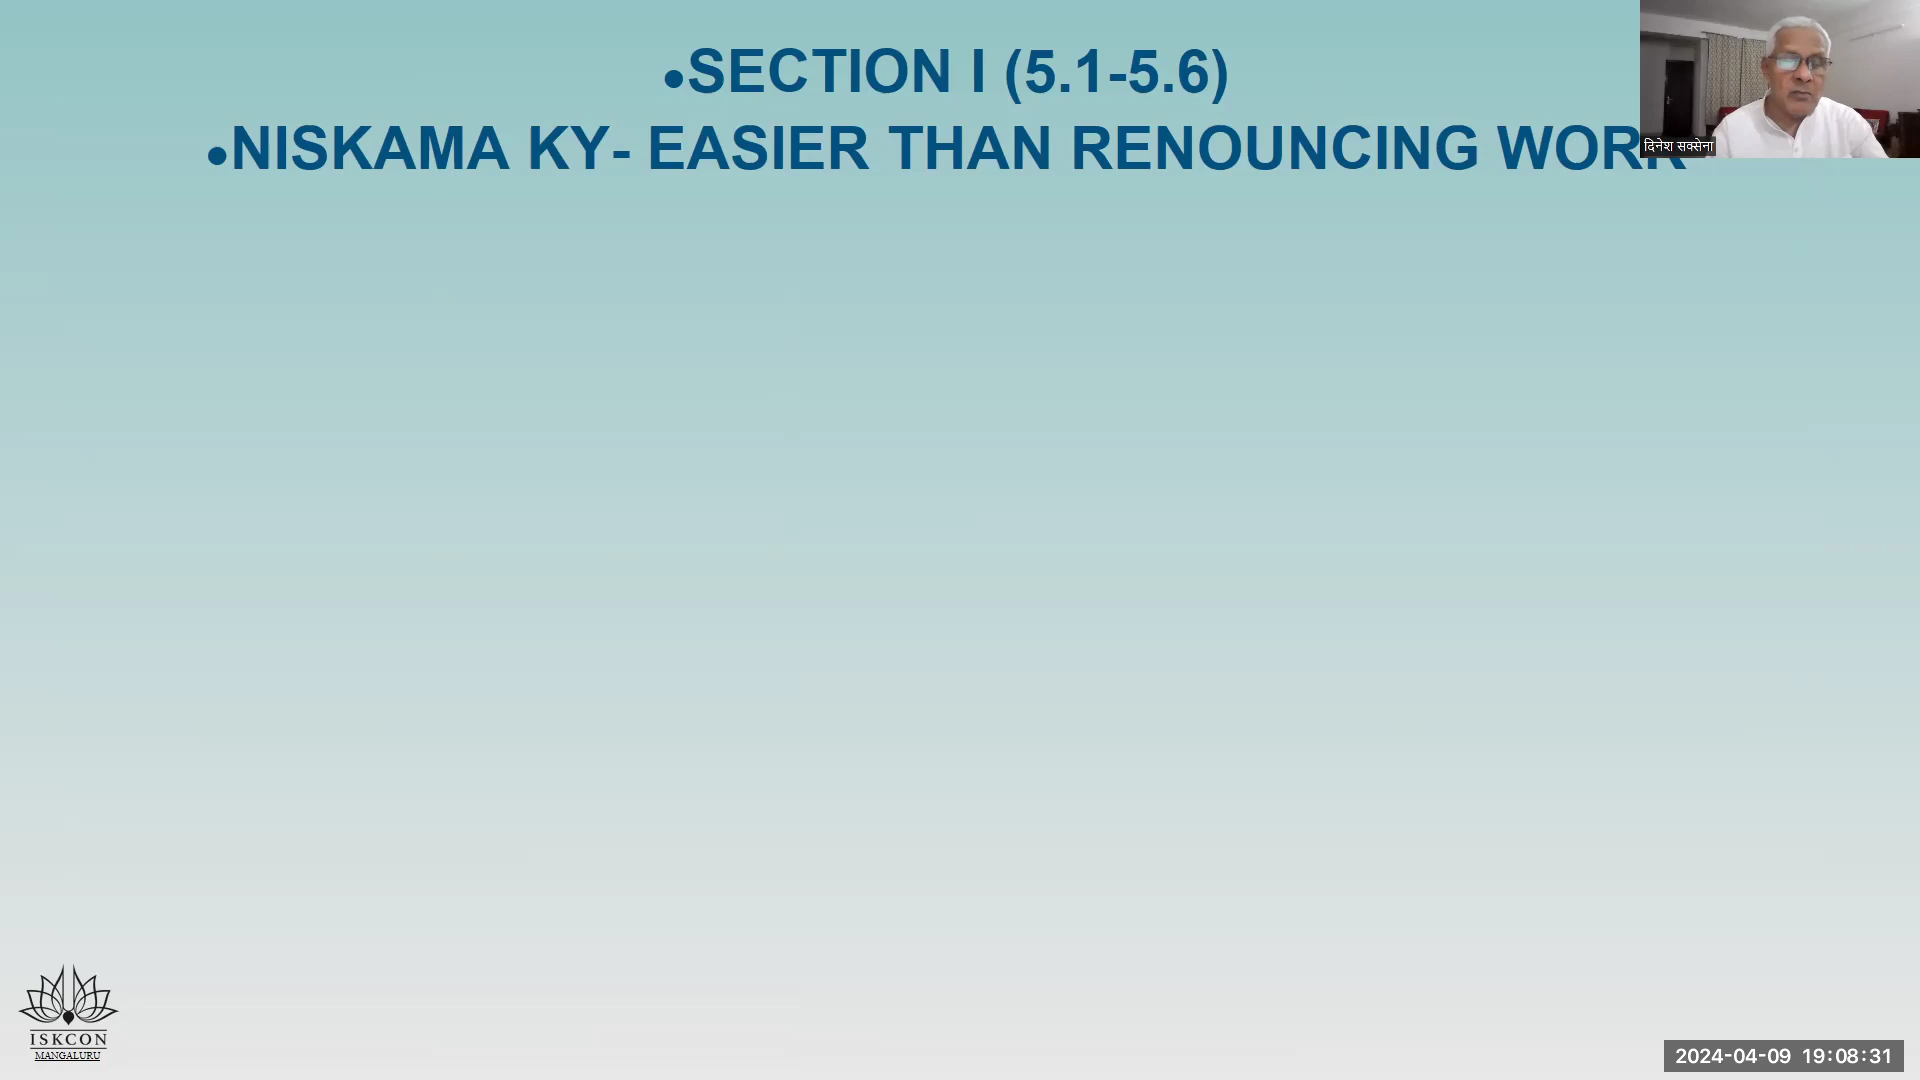 •SECTION I (5.1-5.6)
•NISKAMA KY- EASIER THAN RENOUNCING WORK
दिनेश सक्सेना
ISKCON
MANGALURU
2024-04-09 19:08:31